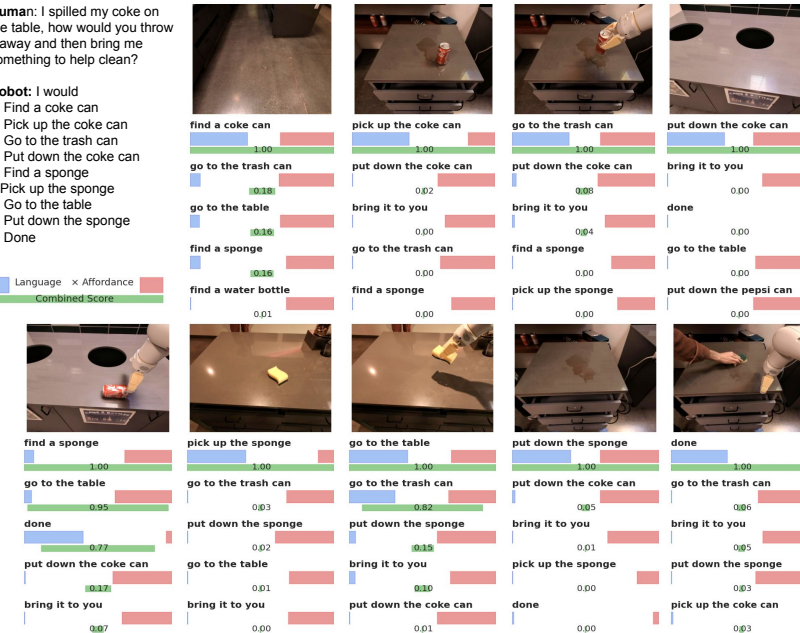 uman: I spilled my coke on
e table, how would you throw
away and then bring me
omething to help clean?
obot: I would
Find a coke can
Pick up the coke can
Go to the trash can
Put down the coke can
Find a sponge
Pick up the sponge
Go to the table
Put down the sponge
Done
Language × Affordance
Combined Score
find a coke can
1.00
go to the trash can
0.18
go to the table
0.16
find a sponge
0.16
find a water bottle
0.01
pick up the coke can
1.00
put down the coke can
0.02
bring it to you
0.00
go to the trash can
0.00
find a sponge
0.00
go to the trash can
1.00
put down the coke can
0.08
bring it to you
0.04
find a sponge
0.00
pick up the sponge
0.00
put down the coke can
1.00
bring it to you
0.00
done
0.00
go to the table
0.00
put down the pepsi can
0.00
find a sponge
1.00
go to the table
0.95
done
0.77
put down the coke can
0.17
bring it to you
0.07
pick up the sponge
1.00
go to the trash can
0.03
put down the sponge
0.02
go to the table
0.01
bring it to you
0.00
go to the table
1.00
go to the trash can
0.82
put down the sponge
0.15
bring it to you
0.10
put down the coke can
0.01
put down the sponge
1.00
put down the coke can
0.05
bring it to you
0.01
pick up the sponge
0.00
done
0.00
done
1.00
go to the trash can
0.06
bring it to you
0.05
put down the sponge
0.03
pick up the coke can
0.03